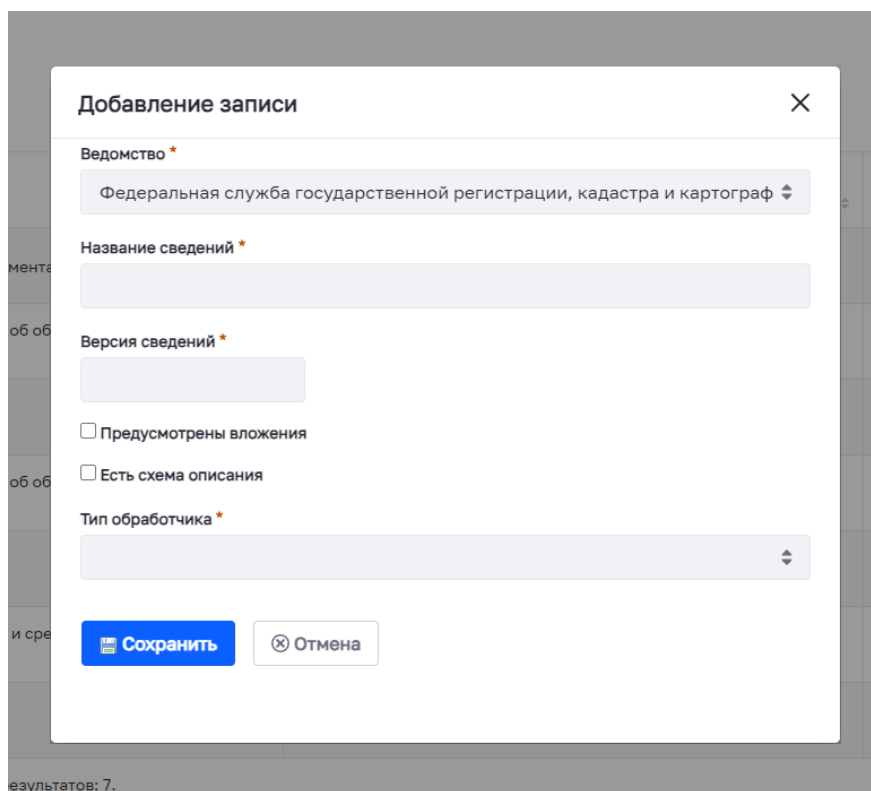 Добавление записи
Ведомство *
Федеральная служба государственной регистрации, кадастра и картограф
Название сведений *
мента
об об
Версия сведений *
Предусмотрены вложения
Есть схема описания
об об
Тип обработчика *
и сре
Сохранить
Отмена
езультатов: 7.